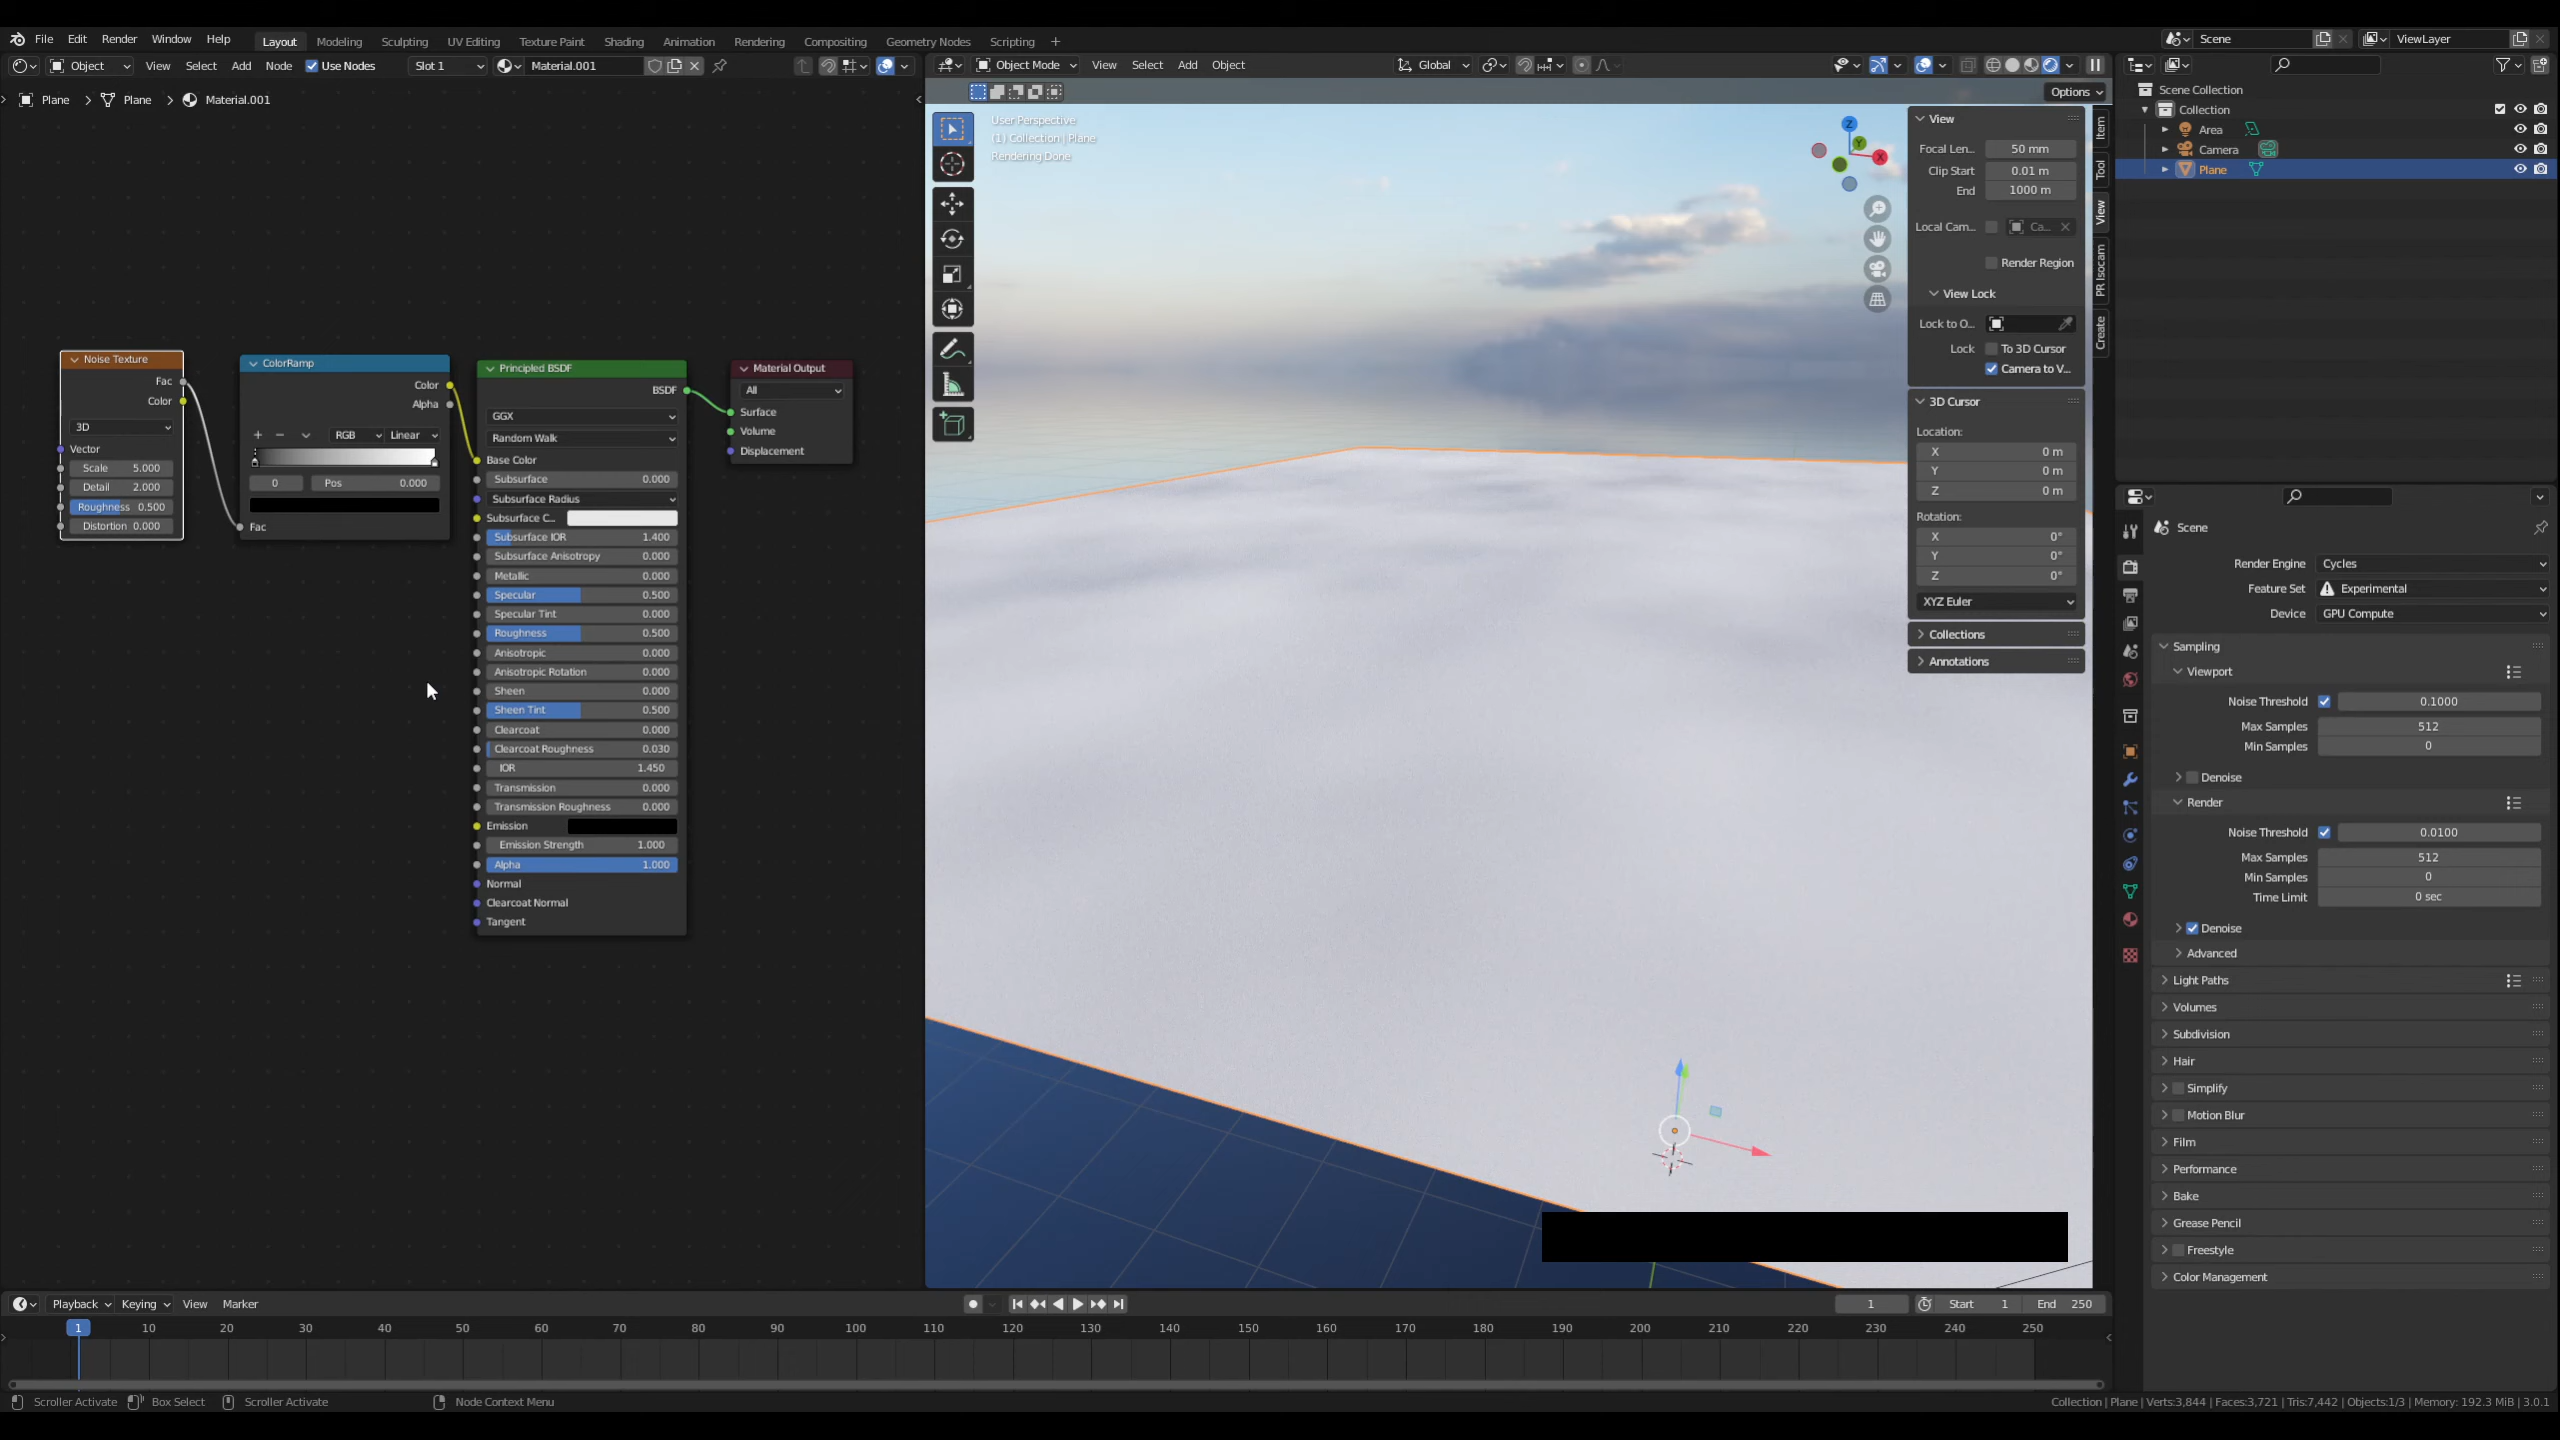 File Edit Render Window Help Layout Modeling Sculpting UV Editing Texture Paint Shading Animation Rendering Compositing Geometry Nodes Scripting + Scene ViewLayer
Object View Select Add Node Use Nodes Slot 1 Material.001
Object Mode View Select Add Object Global
Plane > Plane > Material.001
Options
User Perspective
(1) Collection | Plane
Rendering Done
Noise Texture
Fac
Color
3D
Vector
Scale 5.000
Detail 2.000
Roughness 0.500
Distortion 0.000
ColorRamp
Color
Alpha
RGB Linear
0 Pos 0.000
Fac
Principled BSDF
BSDF
GGX
Random Walk
Base Color
Subsurface 0.000
Subsurface Radius
Subsurface C...
Subsurface IOR 1.400
Subsurface Anisotropy 0.000
Metallic 0.000
Specular 0.500
Specular Tint 0.000
Roughness 0.500
Anisotropic 0.000
Anisotropic Rotation 0.000
Sheen 0.000
Sheen Tint 0.500
Clearcoat 0.000
Clearcoat Roughness 0.030
IOR 1.450
Transmission 0.000
Transmission Roughness 0.000
Emission
Emission Strength 1.000
Alpha 1.000
Normal
Clearcoat Normal
Tangent
Material Output
All
Surface
Volume
Displacement
Z
Y
X
View
Focal Len... 50 mm
Clip Start 0.01 m
End 1000 m
Local Cam... Ca...
Render Region
View Lock
Lock to O...
Lock To 3D Cursor
Camera to V...
3D Cursor
Location:
X 0 m
Y 0 m
Z 0 m
Rotation:
X 0°
Y 0°
Z 0°
XYZ Euler
Collections
Annotations
Item
Tool
View
PR Isocam
Create
Scene Collection
Collection
Area
Camera
Plane
Scene
Render Engine Cycles
Feature Set Experimental
Device GPU Compute
Sampling
Viewport
Noise Threshold 0.1000
Max Samples 512
Min Samples 0
Denoise
Render
Noise Threshold 0.0100
Max Samples 512
Min Samples 0
Time Limit 0 sec
Denoise
Advanced
Light Paths
Volumes
Subdivision
Hair
Simplify
Motion Blur
Film
Performance
Bake
Grease Pencil
Freestyle
Color Management
Playback Keying View Marker 1 Start 1 End 250
1 10 20 30 40 50 60 70 80 90 100 110 120 130 140 150 160 170 180 190 200 210 220 230 240 250
Scroller Activate Box Select Scroller Activate Node Context Menu Collection | Plane | Verts:3,844 | Faces:3,721 | Tris:7,442 | Objects:1/3 | Memory: 192.3 MiB | 3.0.1